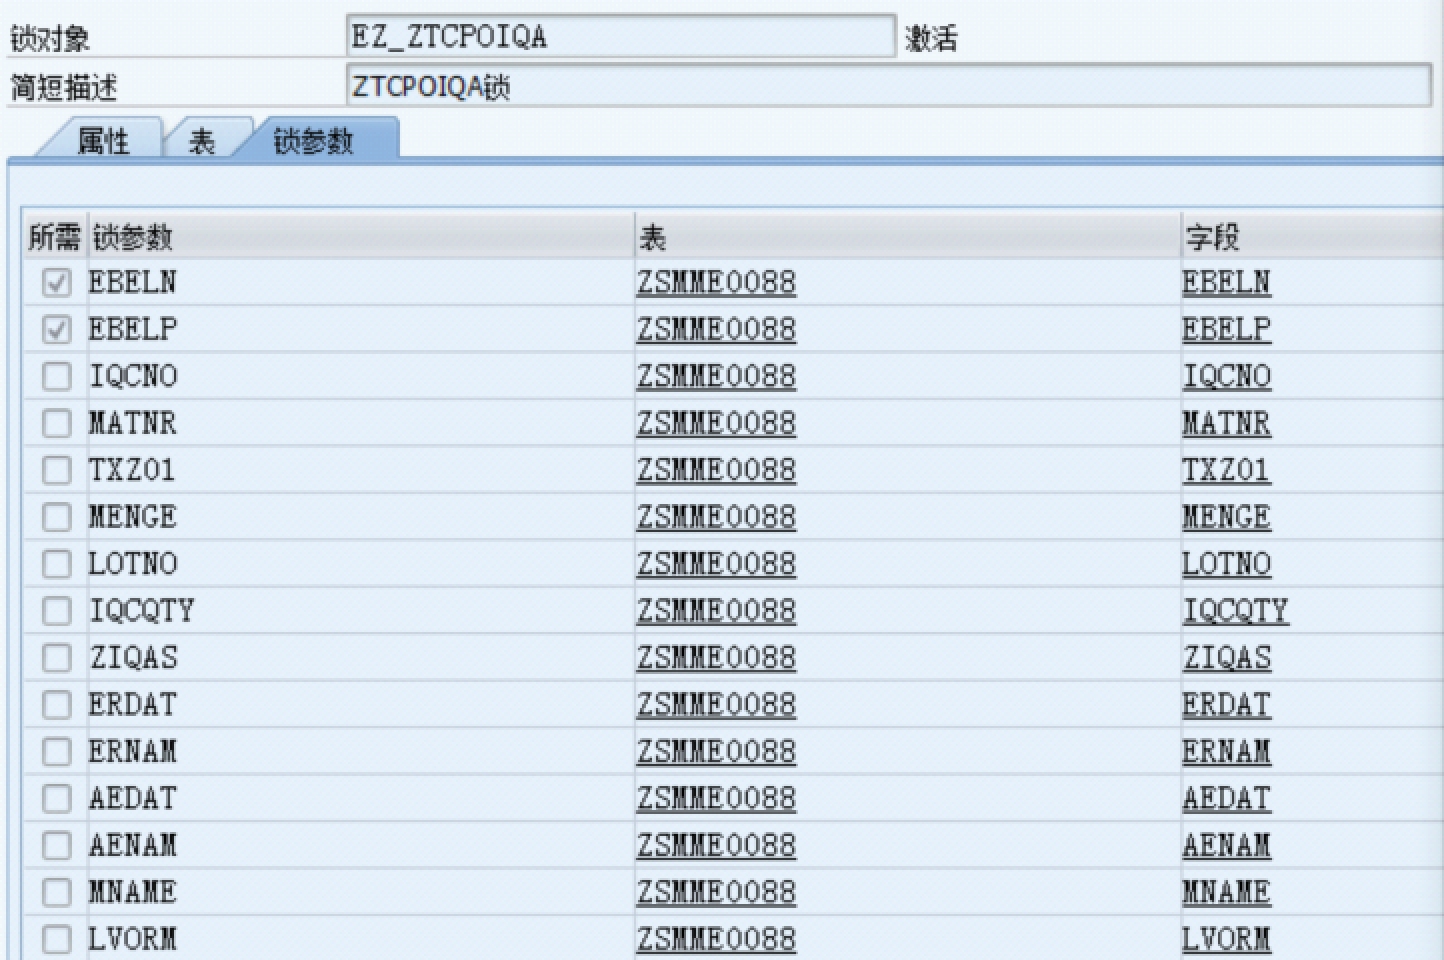 锁对象 EZ_ZTCPOIQA 激活
简短描述 ZTCPOIQA锁
属性 表 锁参数
所需 锁参数 表 字段
EBELN ZSMME0088 EBELN
EBELP ZSMME0088 EBELP
IQCNO ZSMME0088 IQCNO
MATNR ZSMME0088 MATNR
TXZ01 ZSMME0088 TXZ01
MENGE ZSMME0088 MENGE
LOTNO ZSMME0088 LOTNO
IQCQTY ZSMME0088 IQCQTY
ZIQAS ZSMME0088 ZIQAS
ERDAT ZSMME0088 ERDAT
ERNAM ZSMME0088 ERNAM
AEDAT ZSMME0088 AEDAT
AENAM ZSMME0088 AENAM
MNAME ZSMME0088 MNAME
LVORM ZSMME0088 LVORM